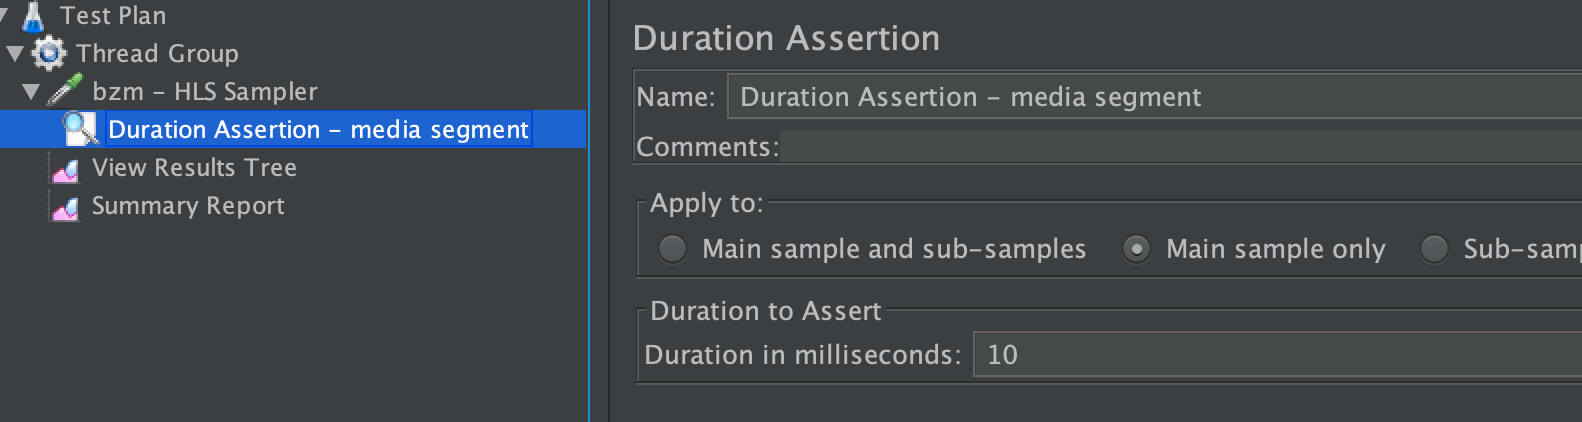 Test Plan
Thread Group
bzm - HLS Sampler
Duration Assertion - media segment
View Results Tree
Summary Report
Duration Assertion
Name: Duration Assertion - media segment
Comments:
Apply to:
Main sample and sub-samples Main sample only Sub-sam
Duration to Assert
Duration in milliseconds: 10